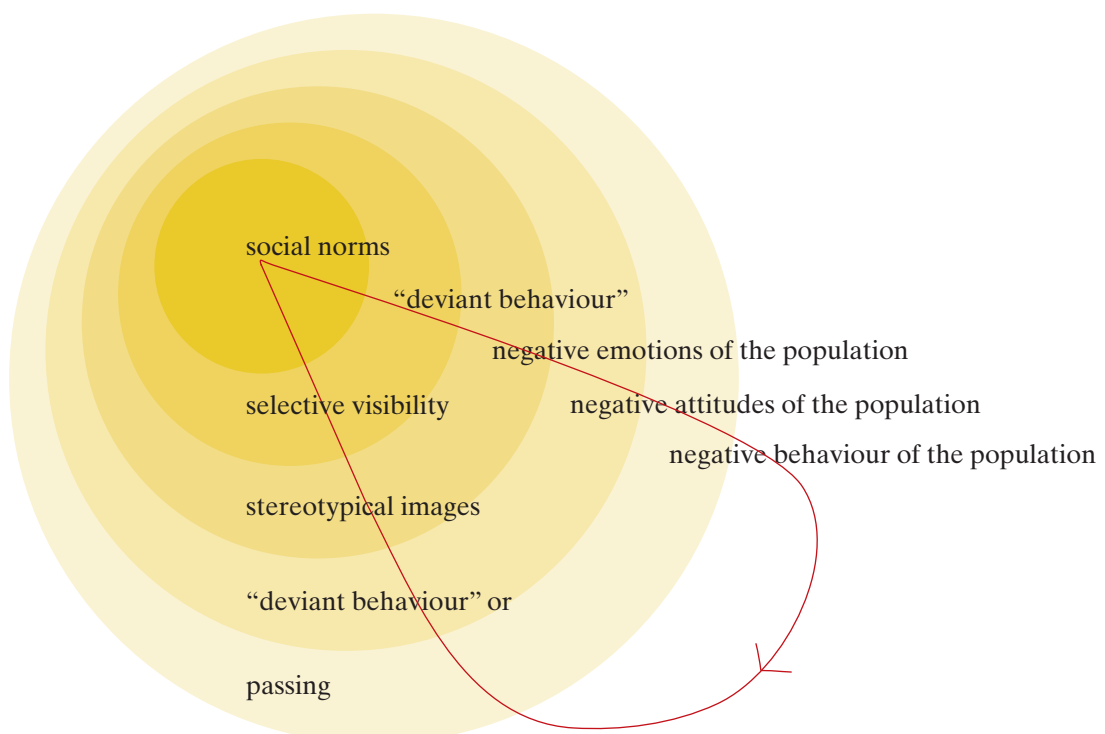 social norms
“deviant behaviour”
negative emotions of the population
negative attitudes of the population
selective visibility
negative behaviour of the population
stereotypical images
“deviant behaviour” or
passing